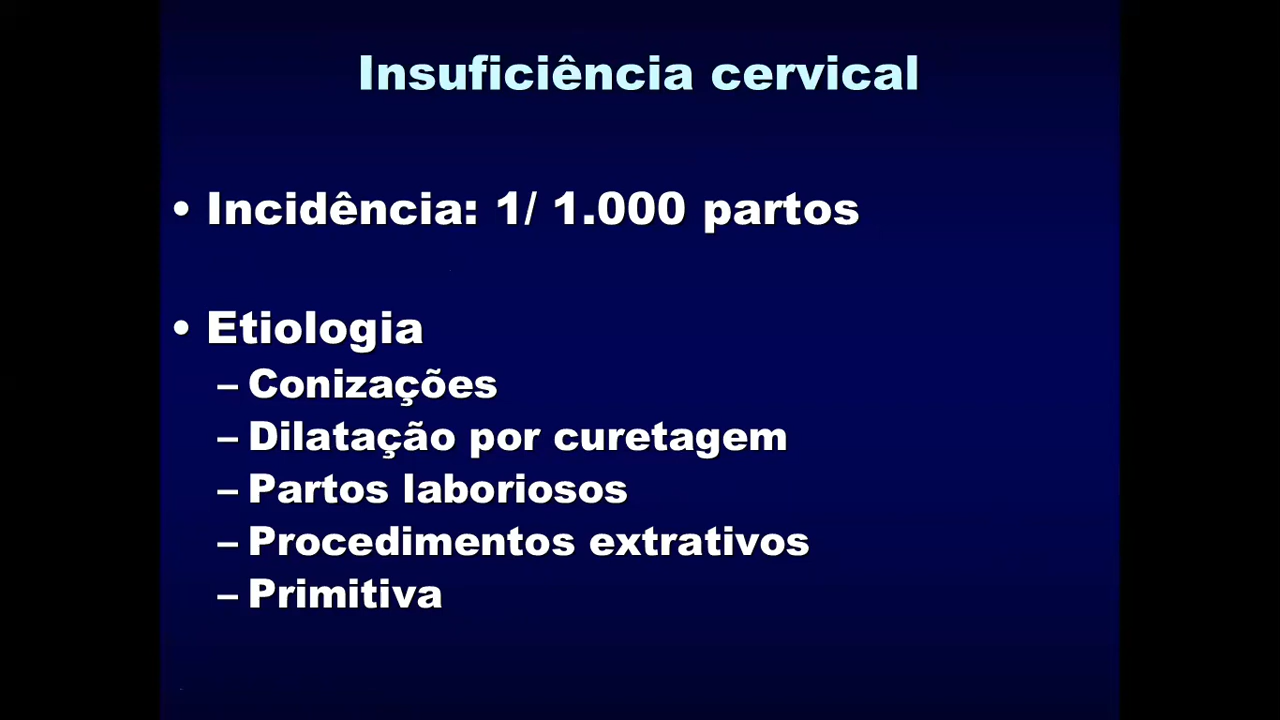 Insuficiência cervical
• Incidência: 1/ 1.000 partos
• Etiologia
– Conizações
– Dilatação por curetagem
– Partos laboriosos
– Procedimentos extrativos
– Primitiva